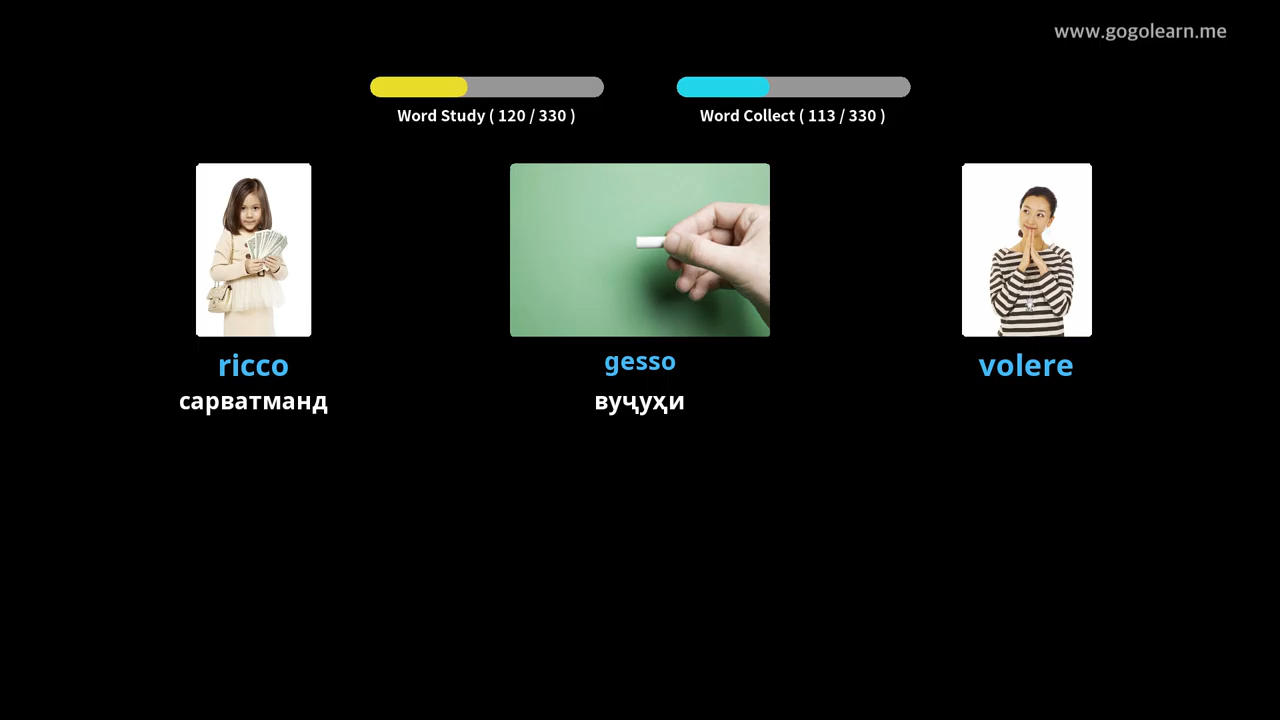 www.gogolearn.me
Word Study ( 120 / 330 )
Word Collect ( 113 / 330 )
ricco
gesso
volere
сарватманд
вуҷуҳи